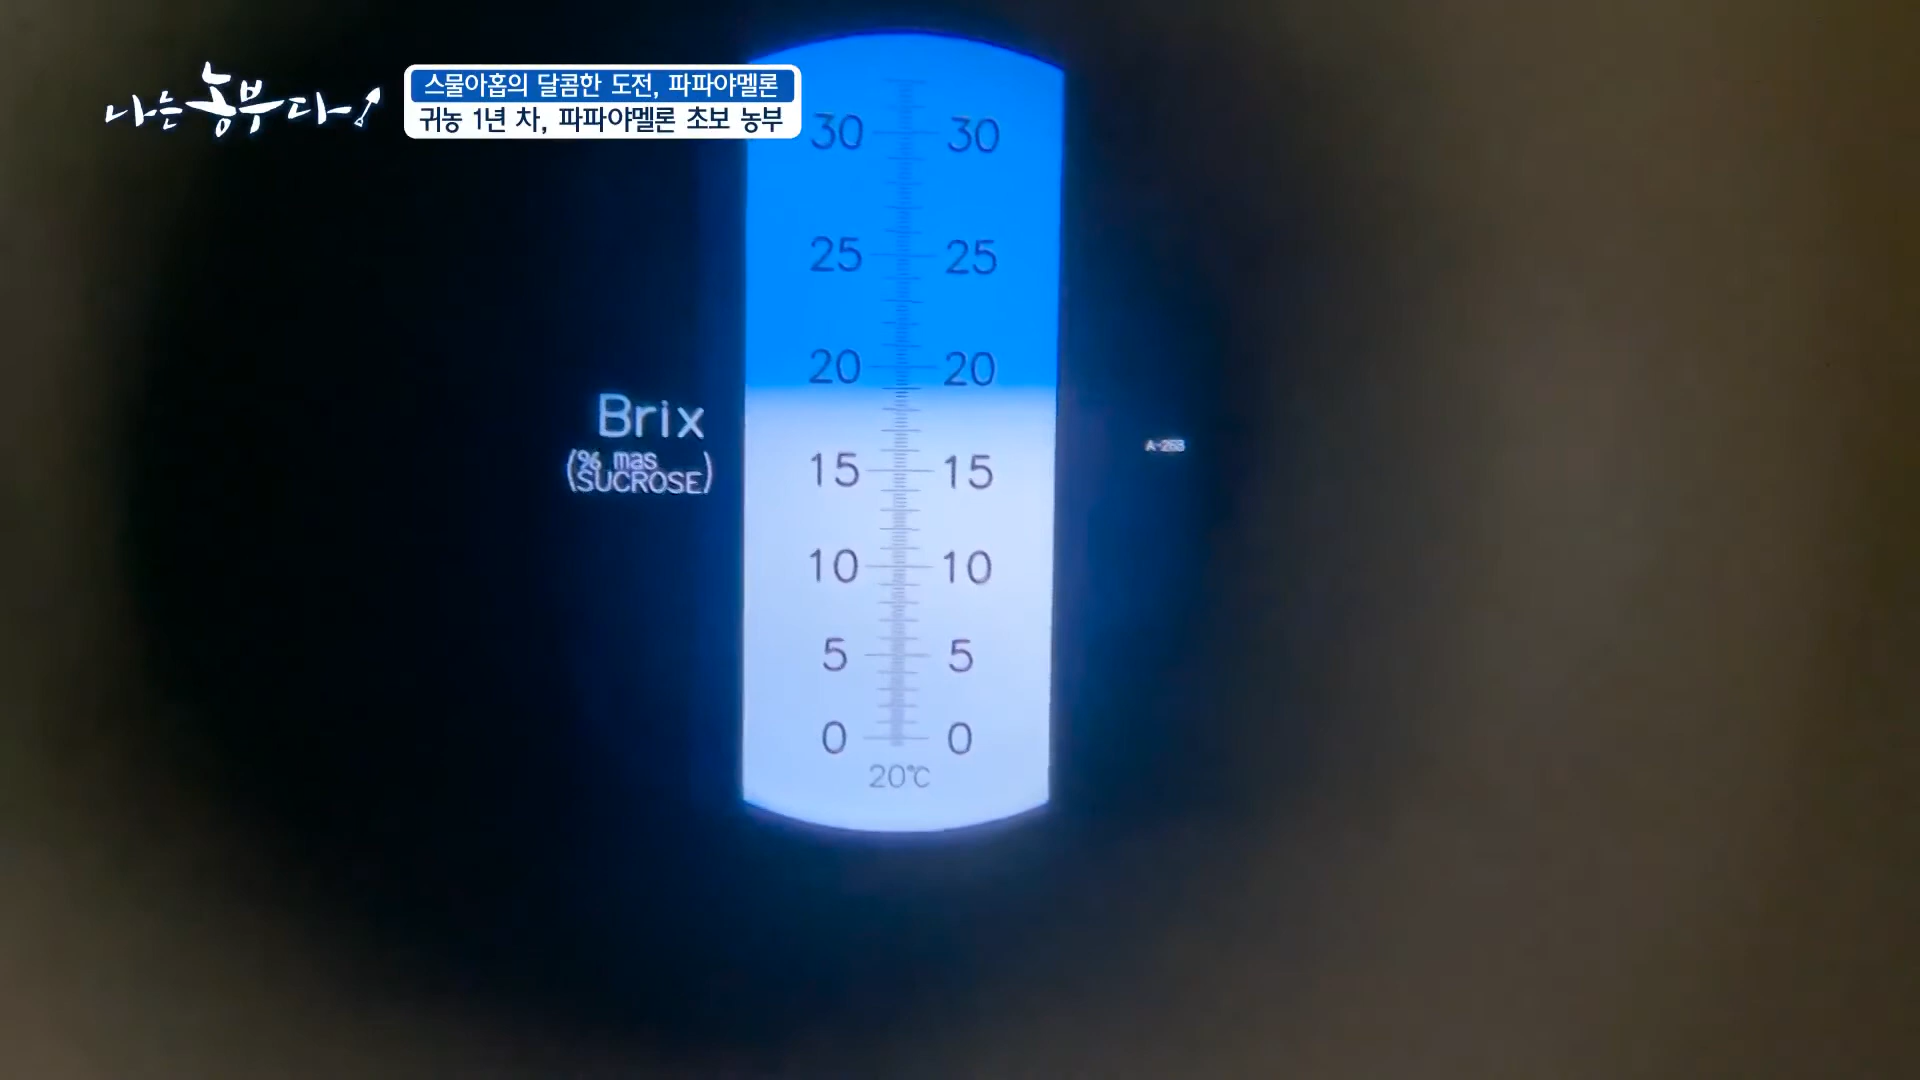 나는농부다
스물아홉의 달콤한 도전, 파파야멜론
귀농 1년 차, 파파야멜론 초보 농부
30 30
25 25
20 20
Brix
(% mas
SUCROSE)
A-263
15 15
10 10
5 5
0 0
20℃